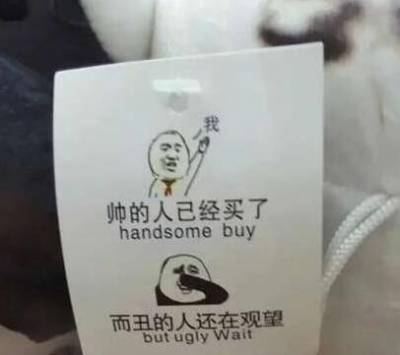 我
帅的人已经买了
handsome buy
而丑的人还在观望
but ugly Wait